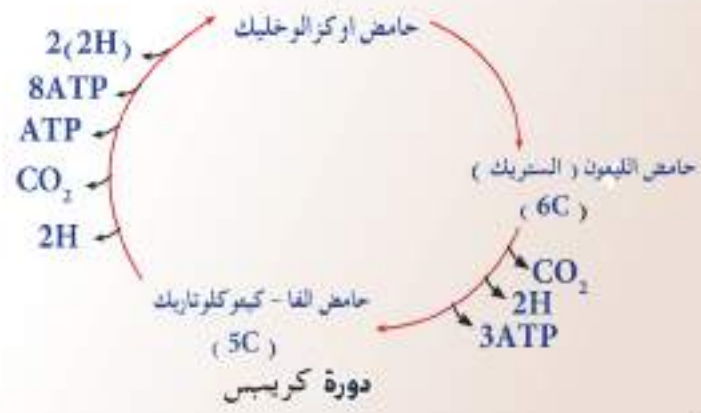 حامض اوكزالوخليك
حامض الليمون ( الستريك )
( 6C )
CO₂
2H
3ATP
حامض الفا - كيتوكلوتاريك
( 5C )
2H
CO₂
ATP
8ATP
2(2H)
دورة كريبس